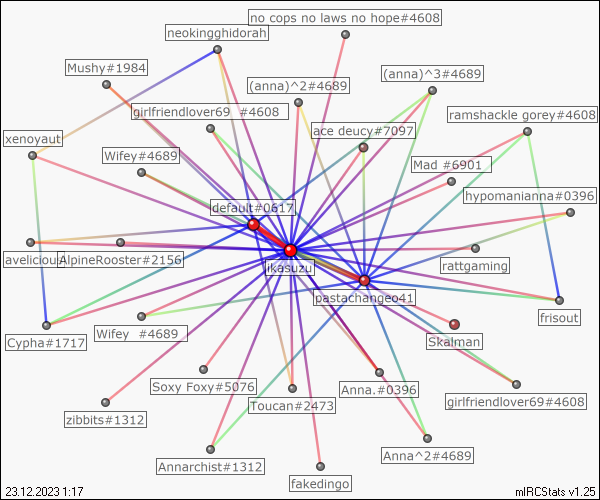 no cops no laws no hope#4608
neokingghidorah
Mushy#1984
(anna)^3#4689
(anna)^2#4689
girlfriendlover69 #4608
ramshackle gorey#4608
ace deucy#7097
xenoyaut
Wifey#4689
Mad #6901
hypomanianna#0396
default#0617
avelicious
AlpineRooster#2156
rattgaming
ikasuzu
pastachangeo41
frisout
Wifey #4689
Cypha#1717
Skalman
Soxy Foxy#5076
Anna.#0396
Toucan#2473
girlfriendlover69#4608
zibbits#1312
Anna^2#4689
Annarchist#1312
fakedingo
23.12.2023 1:17
mIRCStats v1.25